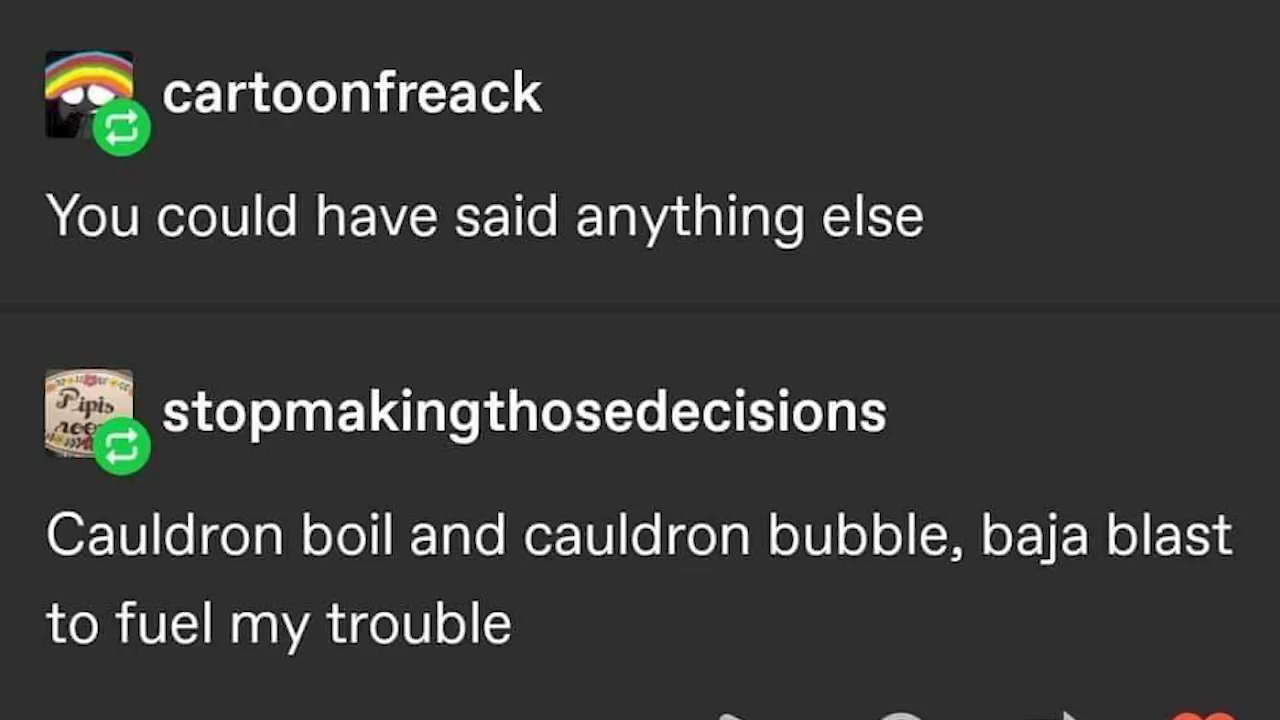 cartoonfreack
You could have said anything else
Pipis
stopmakingthosedecisions
Cauldron boil and cauldron bubble, baja blast
to fuel my trouble